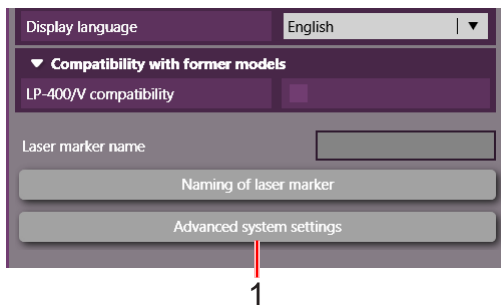 Display language English
Compatibility with former models
LP-400/V compatibility
Laser marker name
Naming of laser marker
Advanced system settings
1